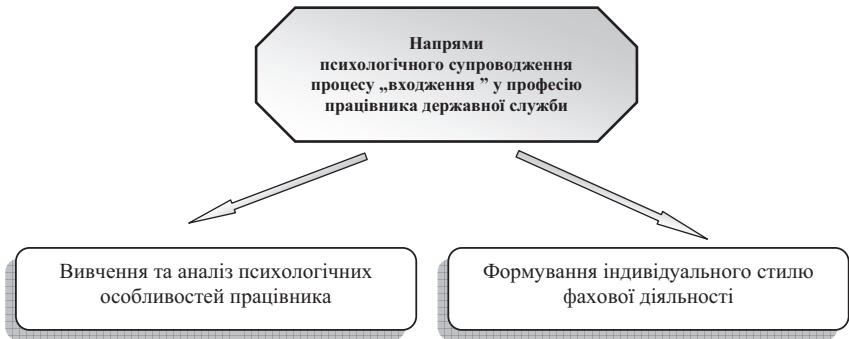 Напрями
психологічного супроводження
процесу „входження ” у професію
працівника державної служби
Вивчення та аналіз психологічних
особливостей працівника
Формування індивідуального стилю
фахової діяльності